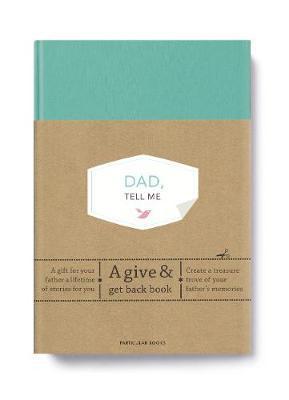 DAD,
TELL ME
A gift for your
father a lifetime
of stories for you
A give &
get back book
Create a treasure
trove of your
father's memories
PARTICULAR BOOKS